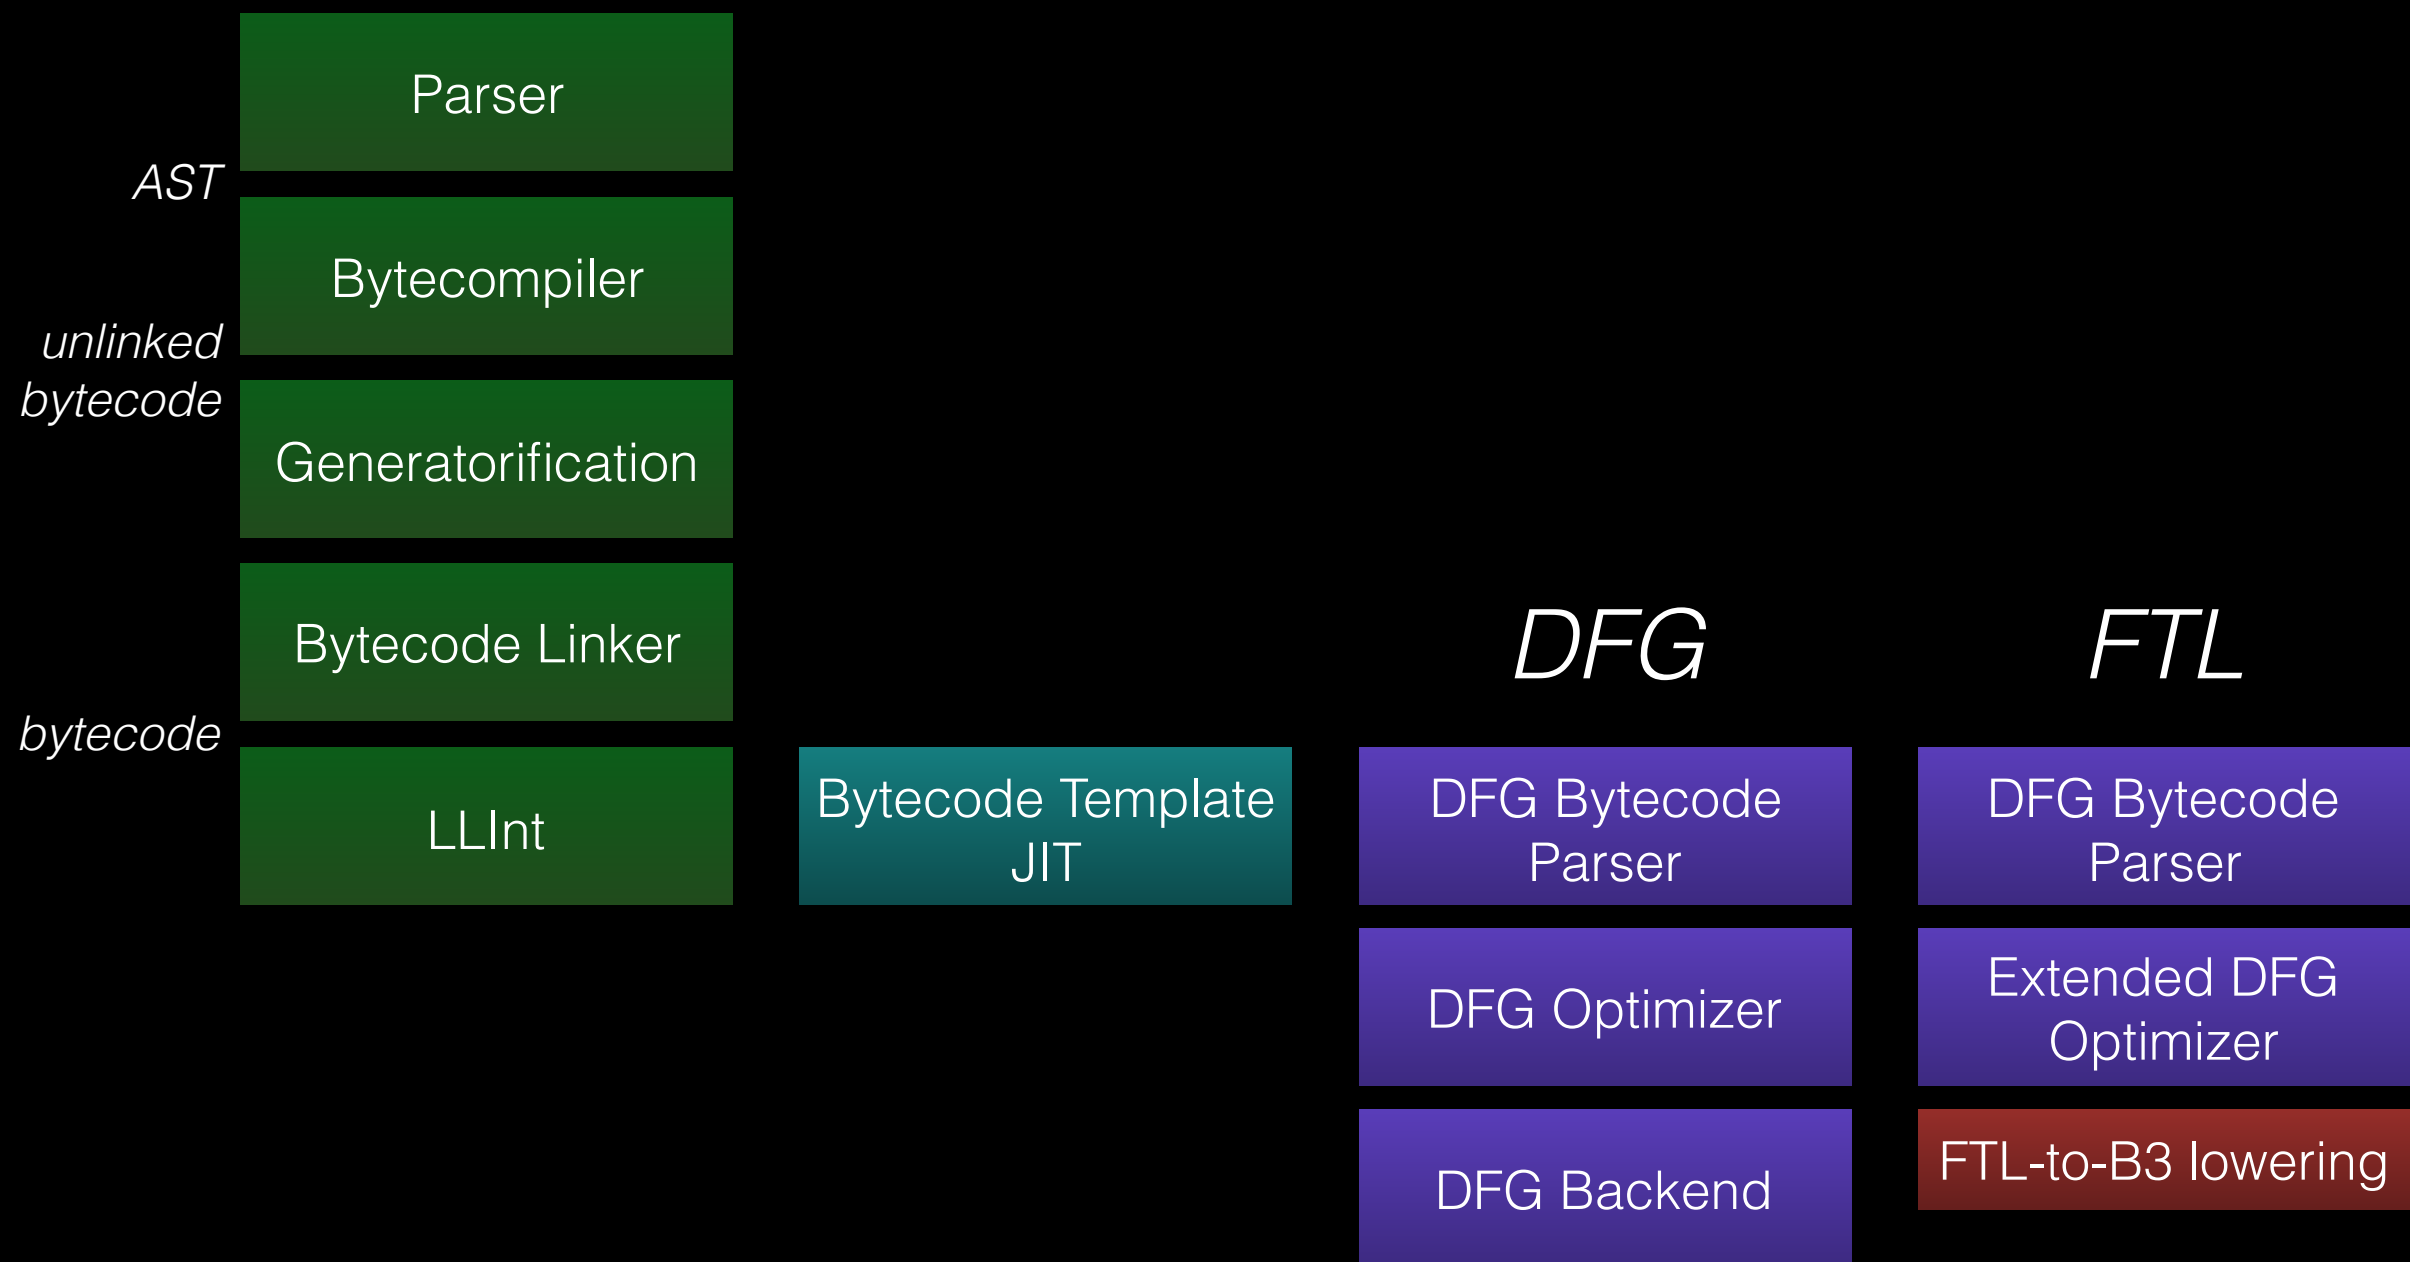 Parser
AST
Bytecompiler
unlinked
bytecode
Generatorification
Bytecode Linker
bytecode
LLInt
Bytecode Template
JIT
DFG
DFG Bytecode
Parser
DFG Optimizer
DFG Backend
FTL
DFG Bytecode
Parser
Extended DFG
Optimizer
FTL-to-B3 lowering